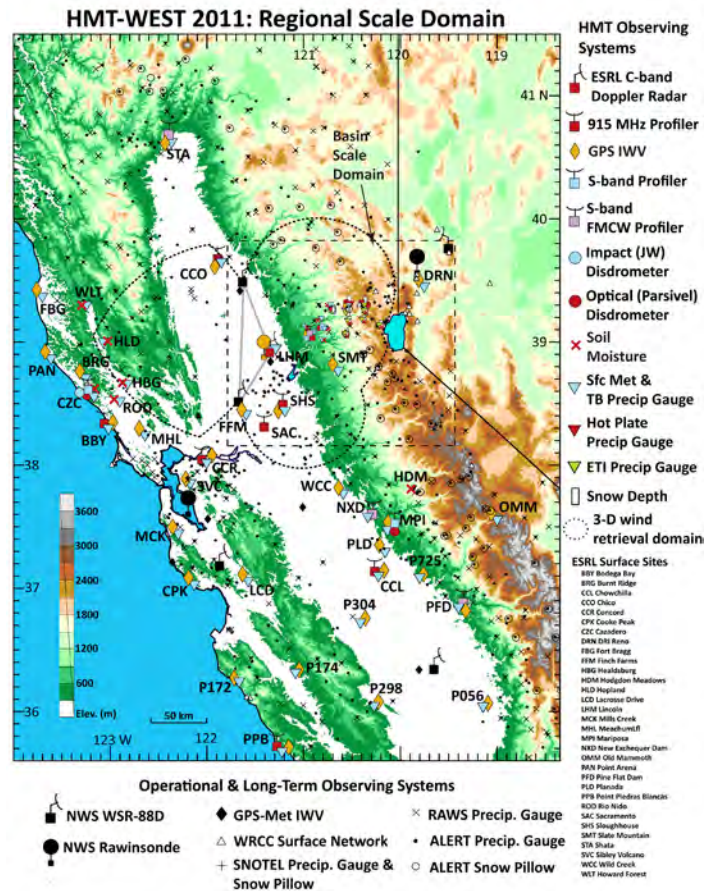 HMT-WEST 2011: Regional Scale Domain
121
120
119
41 N
40
39
38
37
36
123 W
122
Basin
Scale
Domain
STA
CCO
DRN
FBG
WLT
HLD
PAN
BRG
HBG
CZC
ROD
BBY
MHL
LHM
SMT
SHS
FFM
SAC
CCR
SVC
WCC
HDM
NXD
MPI
OMM
MCK
PLD
P725
CCL
CPK
LCD
P304
PFD
P172
P174
P298
P056
PPB
3600
3000
2400
1800
1200
600
Elev. (m)
50 km
HMT Observing
Systems
ESRL C-band
Doppler Radar
915 MHz Profiler
GPS IWV
S-band Profiler
S-band
FMCW Profiler
Impact (JW)
Disdrometer
Optical (Parsivel)
Disdrometer
Soil
Moisture
Sfc Met &
TB Precip Gauge
Hot Plate
Precip Gauge
ETI Precip Gauge
Snow Depth
3-D wind
retrieval domain
ESRL Surface Sites
BBY Bodega Bay
BRG Burnt Ridge
CCL Chowchilla
CCO Chico
CCR Concord
CPK Cooke Peak
CZC Cazadero
DRN DRI Reno
FBG Fort Bragg
FFM Finch Farms
HBG Healdsburg
HDM Hodgdon Meadows
HLD Hopland
LCD Lacrosse Drive
LHM Lincoln
MCK Mills Creek
MHL Meachum Lfl
MPI Mariposa
NXD New Exchequer Dam
OMM Old Mammoth
PAN Point Arena
PFD Pine Flat Dam
PLD Planada
PPB Point Piedras Blancas
ROD Rio Nido
SAC Sacramento
SHS Sloughhouse
SMT Slate Mountain
STA Shasta
SVC Sibley Volcano
WCC Wild Creek
WLT Howard Forest
Operational & Long-Term Observing Systems
NWS WSR-88D
NWS Rawinsonde
GPS-Met IWV
WRCC Surface Network
SNOTEL Precip. Gauge &
Snow Pillow
RAWS Precip. Gauge
ALERT Precip. Gauge
ALERT Snow Pillow